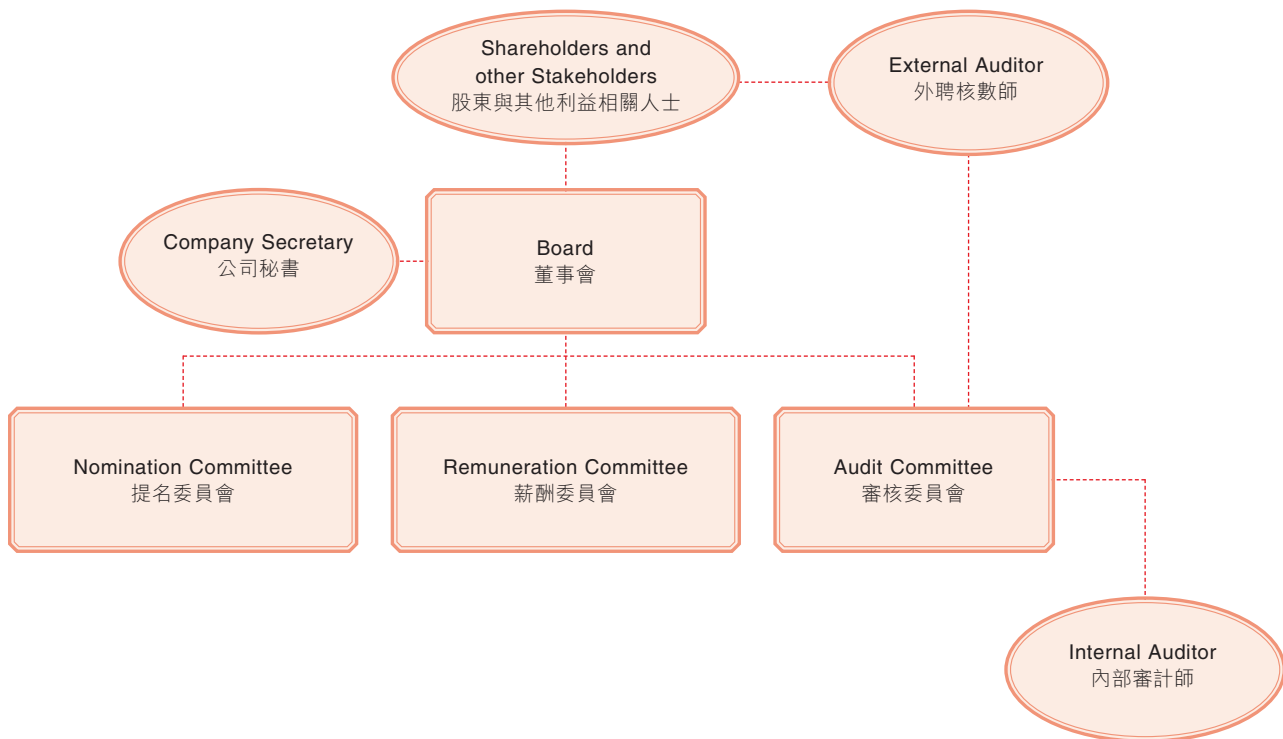 Shareholders and
other Stakeholders
股東與其他利益相關人士
External Auditor
外聘核數師
Company Secretary
公司秘書
Board
董事會
Nomination Committee
提名委員會
Remuneration Committee
薪酬委員會
Audit Committee
審核委員會
Internal Auditor
內部審計師